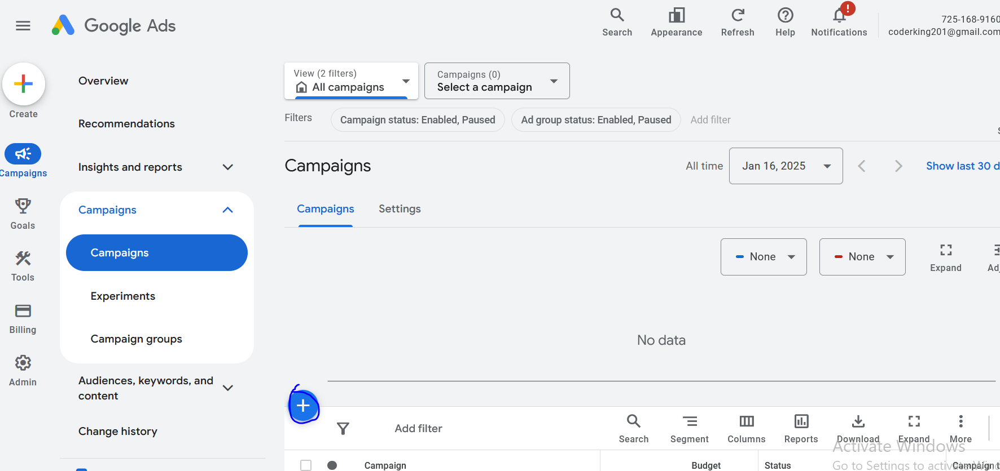 Google Ads
Search
Appearance
Refresh
Help
Notifications
!
725-168-9160
coderking201@gmail.com
Create
Campaigns
Goals
Tools
Billing
Admin
Overview
Recommendations
Insights and reports
Campaigns
Campaigns
Experiments
Campaign groups
Audiences, keywords, and
content
Change history
View (2 filters)
All campaigns
Campaigns (0)
Select a campaign
Filters
Campaign status: Enabled, Paused
Ad group status: Enabled, Paused
Add filter
Campaigns
All time
Jan 16, 2025
Show last 30 d
Campaigns
Settings
None
None
Expand
No data
Add filter
Search
Segment
Columns
Reports
Download
Expand
More
Activate Windows
Campaign
Budget
Status
Campaign t
Go to Settings to activate Wind